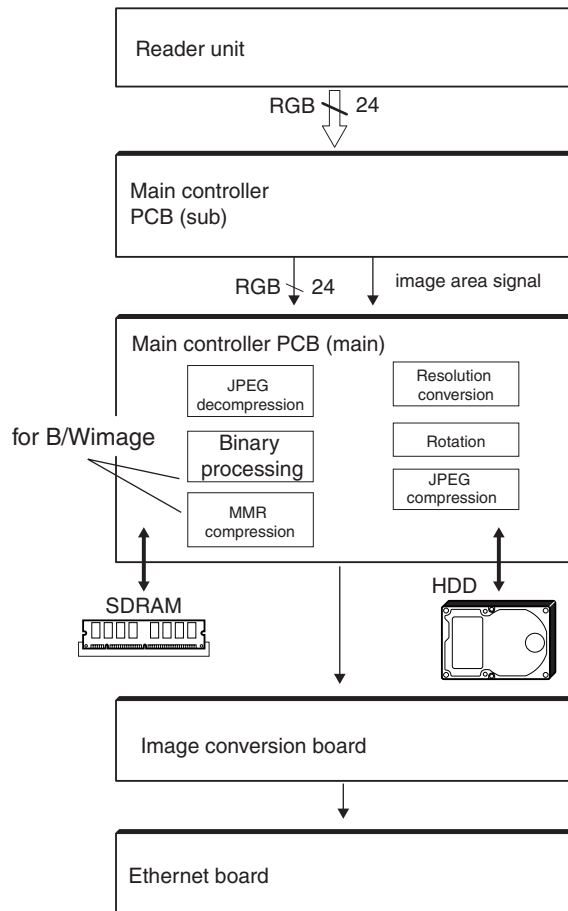 Reader unit
RGB 24
Main controller
PCB (sub)
RGB 24
image area signal
Main controller PCB (main)
JPEG
decompression
Resolution
conversion
for B/Wimage
Binary
processing
Rotation
MMR
compression
JPEG
compression
SDRAM
HDD
Image conversion board
Ethernet board